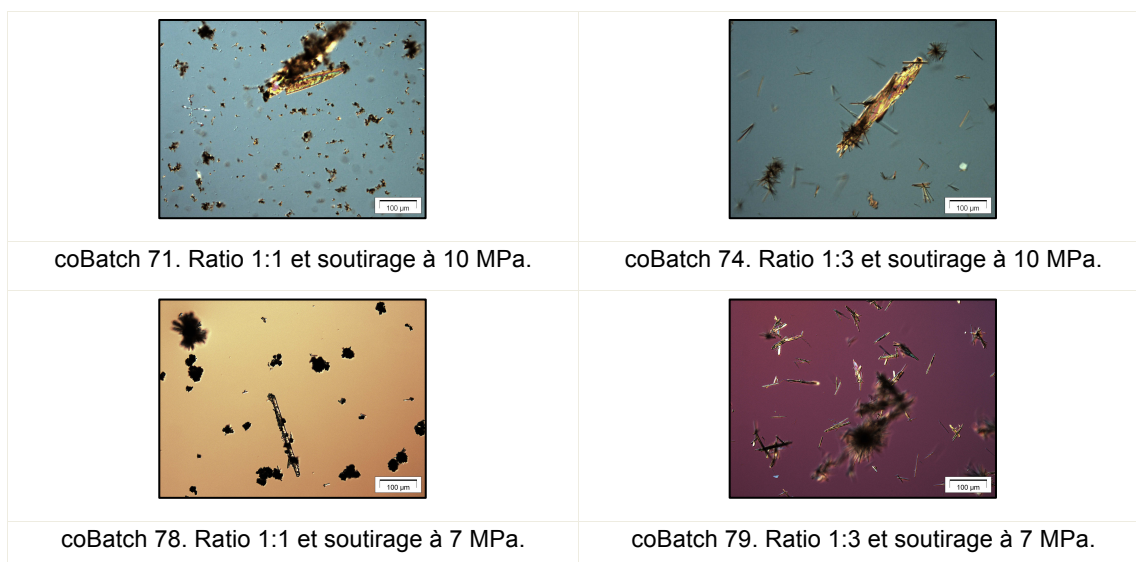 100 µm
100 µm
coBatch 71. Ratio 1:1 et soutirage à 10 MPa.
coBatch 74. Ratio 1:3 et soutirage à 10 MPa.
100 µm
100 µm
coBatch 78. Ratio 1:1 et soutirage à 7 MPa.
coBatch 79. Ratio 1:3 et soutirage à 7 MPa.